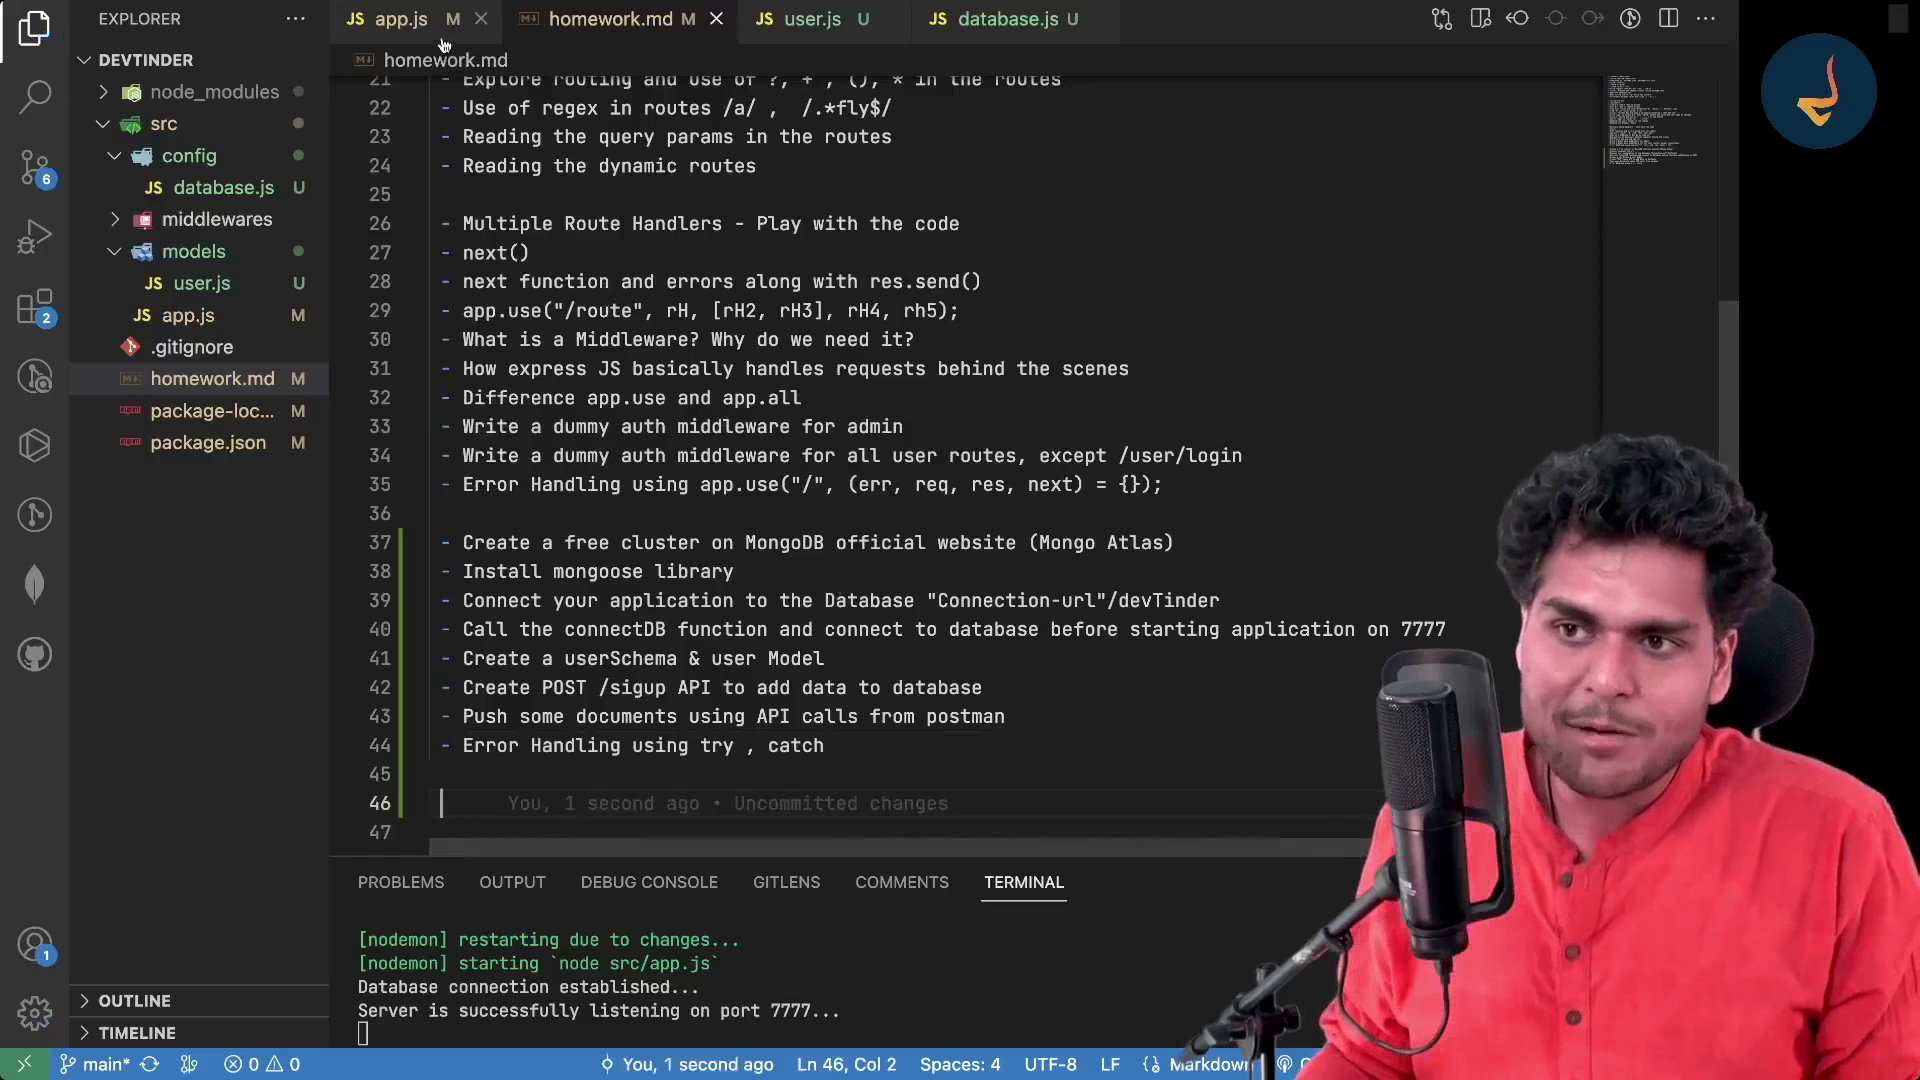 EXPLORER
app.js M
homework.md M
user.js U
database.js U
DEVTINDER
homework.md
node_modules
src
config
database.js U
middlewares
models
user.js U
app.js M
.gitignore
homework.md M
package-loc... M
package.json M
6
2
1
21 - Explore routing and use of ?, + , (), * in the routes
22 - Use of regex in routes /a/ , /.*fly$/
23 - Reading the query params in the routes
24 - Reading the dynamic routes
25
26 - Multiple Route Handlers - Play with the code
27 - next()
28 - next function and errors along with res.send()
29 - app.use("/route", rH, [rH2, rH3], rH4, rh5);
30 - What is a Middleware? Why do we need it?
31 - How express JS basically handles requests behind the scenes
32 - Difference app.use and app.all
33 - Write a dummy auth middleware for admin
34 - Write a dummy auth middleware for all user routes, except /user/login
35 - Error Handling using app.use("/", (err, req, res, next) = {});
36
37 - Create a free cluster on MongoDB official website (Mongo Atlas)
38 - Install mongoose library
39 - Connect your application to the Database "Connection-url"/devTinder
40 - Call the connectDB function and connect to database before starting application on 7777
41 - Create a userSchema & user Model
42 - Create POST /sigup API to add data to database
43 - Push some documents using API calls from postman
44 - Error Handling using try , catch
45
46 You, 1 second ago • Uncommitted changes
47
PROBLEMS OUTPUT DEBUG CONSOLE GITLENS COMMENTS TERMINAL
[nodemon] restarting due to changes...
[nodemon] starting `node src/app.js`
Database connection established...
Server is successfully listening on port 7777...
OUTLINE
TIMELINE
main* 0 0 You, 1 second ago Ln 46, Col 2 Spaces: 4 UTF-8 LF Markdown